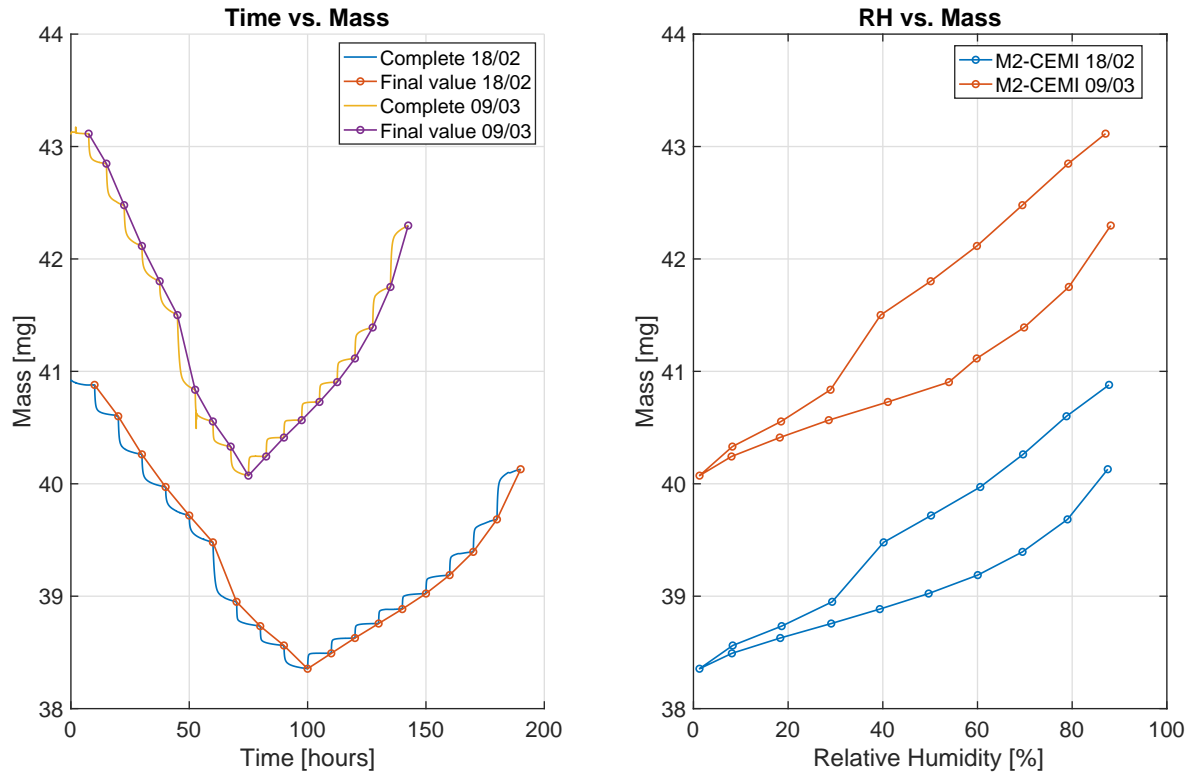 Time vs. Mass
44
43
42
41
40
39
38
Mass [mg]
0
50
100
150
200
Time [hours]
Complete 18/02
Final value 18/02
Complete 09/03
Final value 09/03
RH vs. Mass
44
43
42
41
40
39
38
Mass [mg]
0
20
40
60
80
100
Relative Humidity [%]
M2-CEMI 18/02
M2-CEMI 09/03